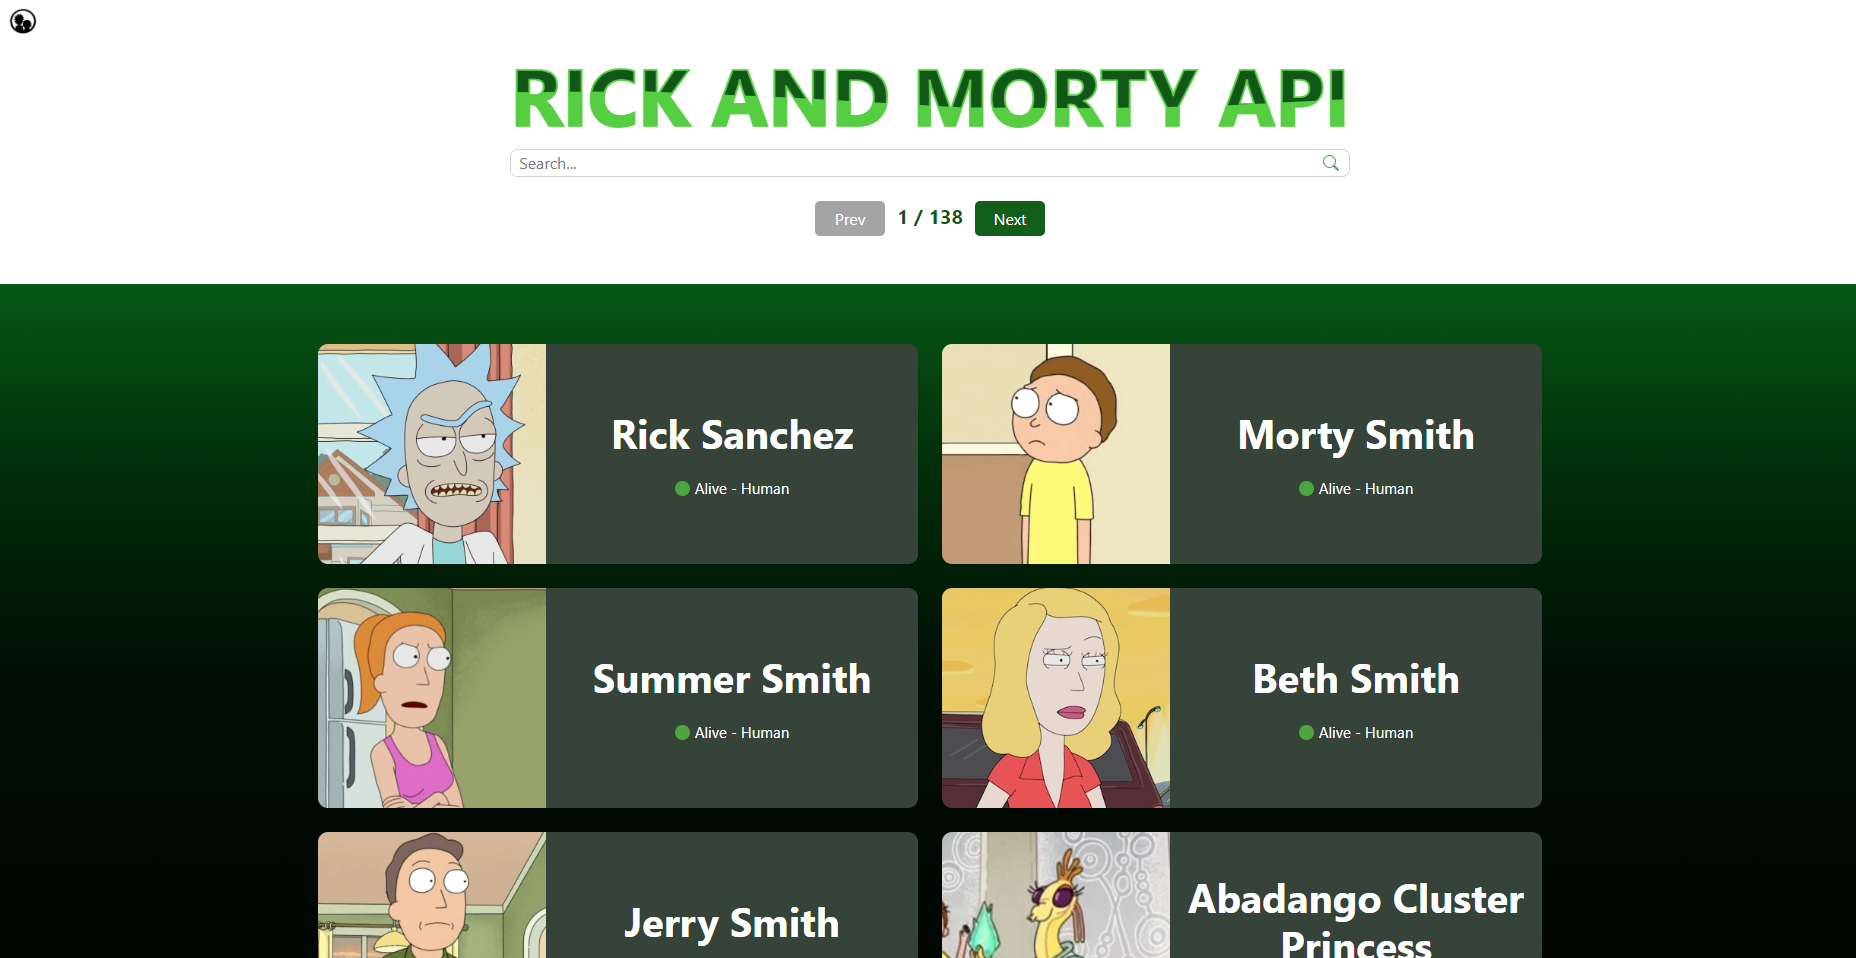 RICK AND MORTY API
Search...
Prev
1 / 138
Next
Rick Sanchez
Alive - Human
Morty Smith
Alive - Human
Summer Smith
Alive - Human
Beth Smith
Alive - Human
Jerry Smith
Abadango Cluster
Princess